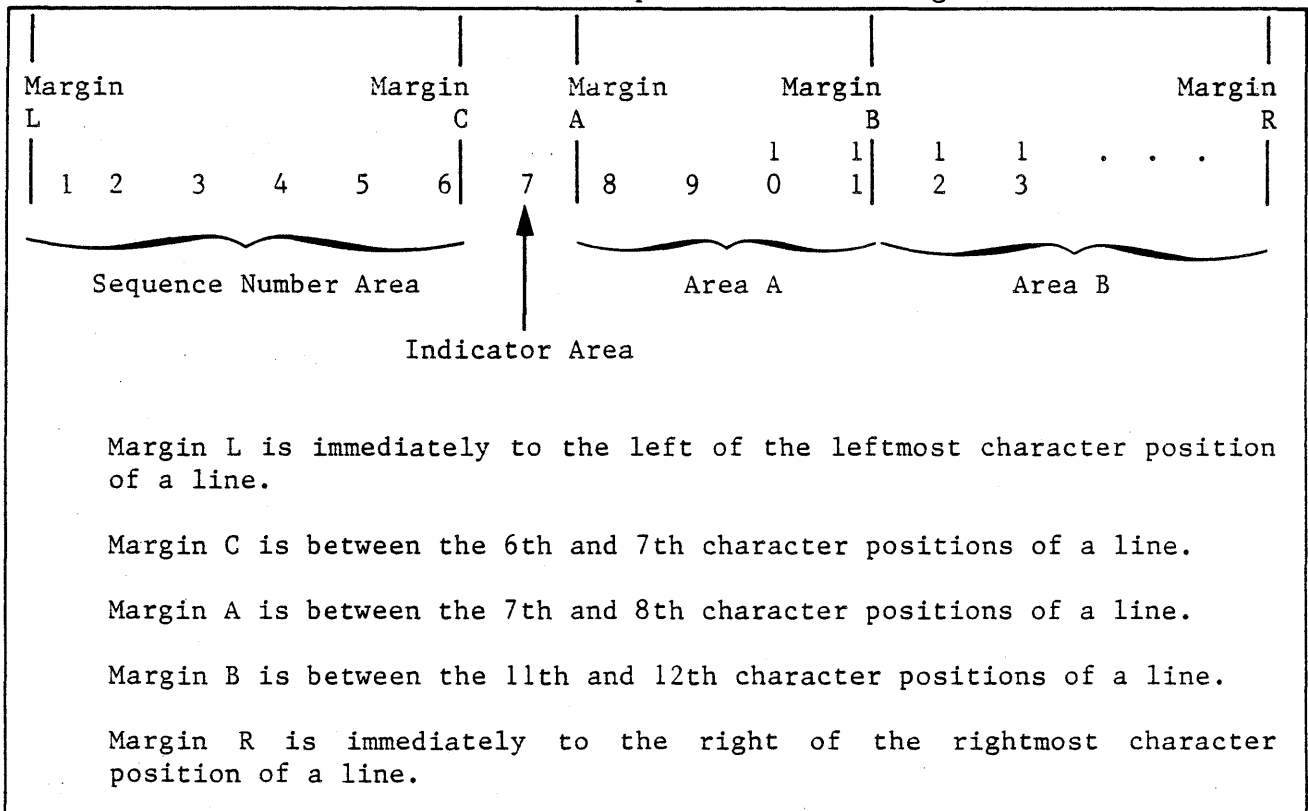 Margin Margin Margin Margin Margin
L C A B R
1 1 1 1 . . .
1 2 3 4 5 6 7 8 9 0 1 2 3
Sequence Number Area Area A Area B
Indicator Area
Margin L is immediately to the left of the leftmost character position
of a line.
Margin C is between the 6th and 7th character positions of a line.
Margin A is between the 7th and 8th character positions of a line.
Margin B is between the 11th and 12th character positions of a line.
Margin R is immediately to the right of the rightmost character
position of a line.